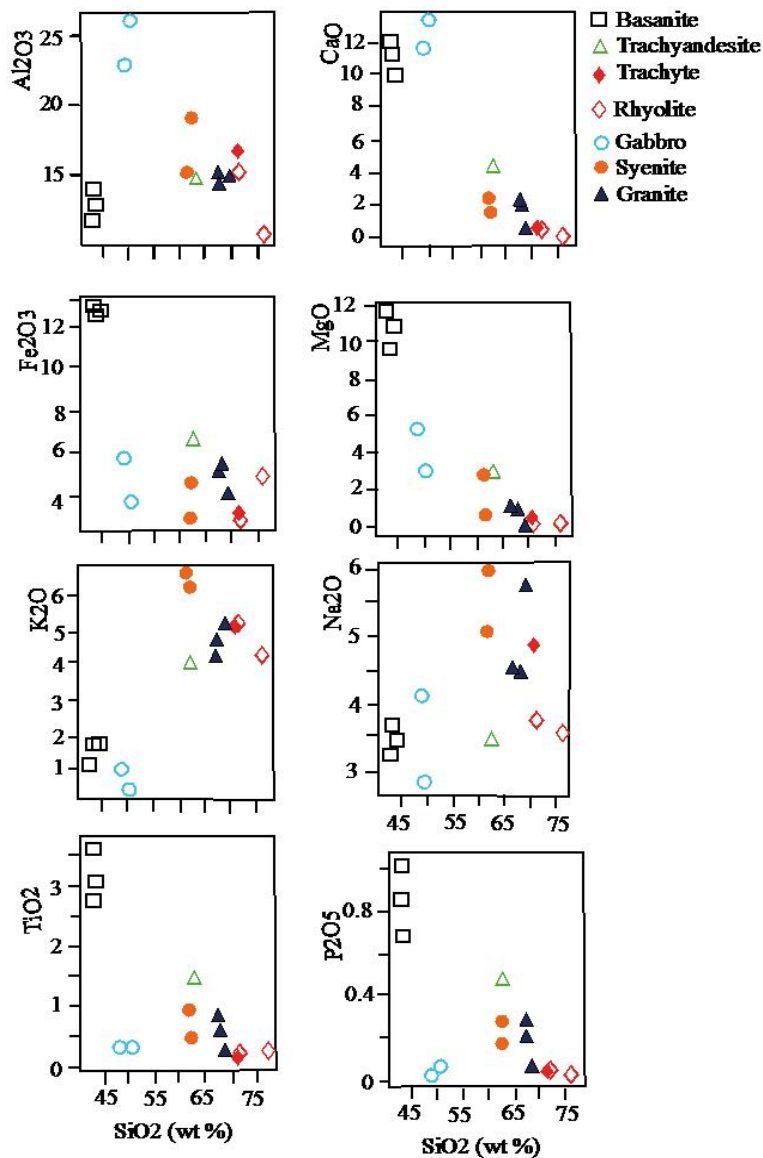 Al2O3
25
20
15
CaO
12
10
8
6
4
2
0
Basanite
Trachyandesite
Trachyte
Rhyolite
Gabbro
Syenite
Granite
Fe2O3
12
10
8
6
4
MgO
12
10
8
6
4
2
0
K2O
6
5
4
3
2
1
Na2O
6
5
4
3
45 55 65 75
TiO2
3
2
1
0
45 55 65 75
SiO2 (wt %)
P2O5
0.8
0.4
0
45 55 65 75
SiO2 (wt %)